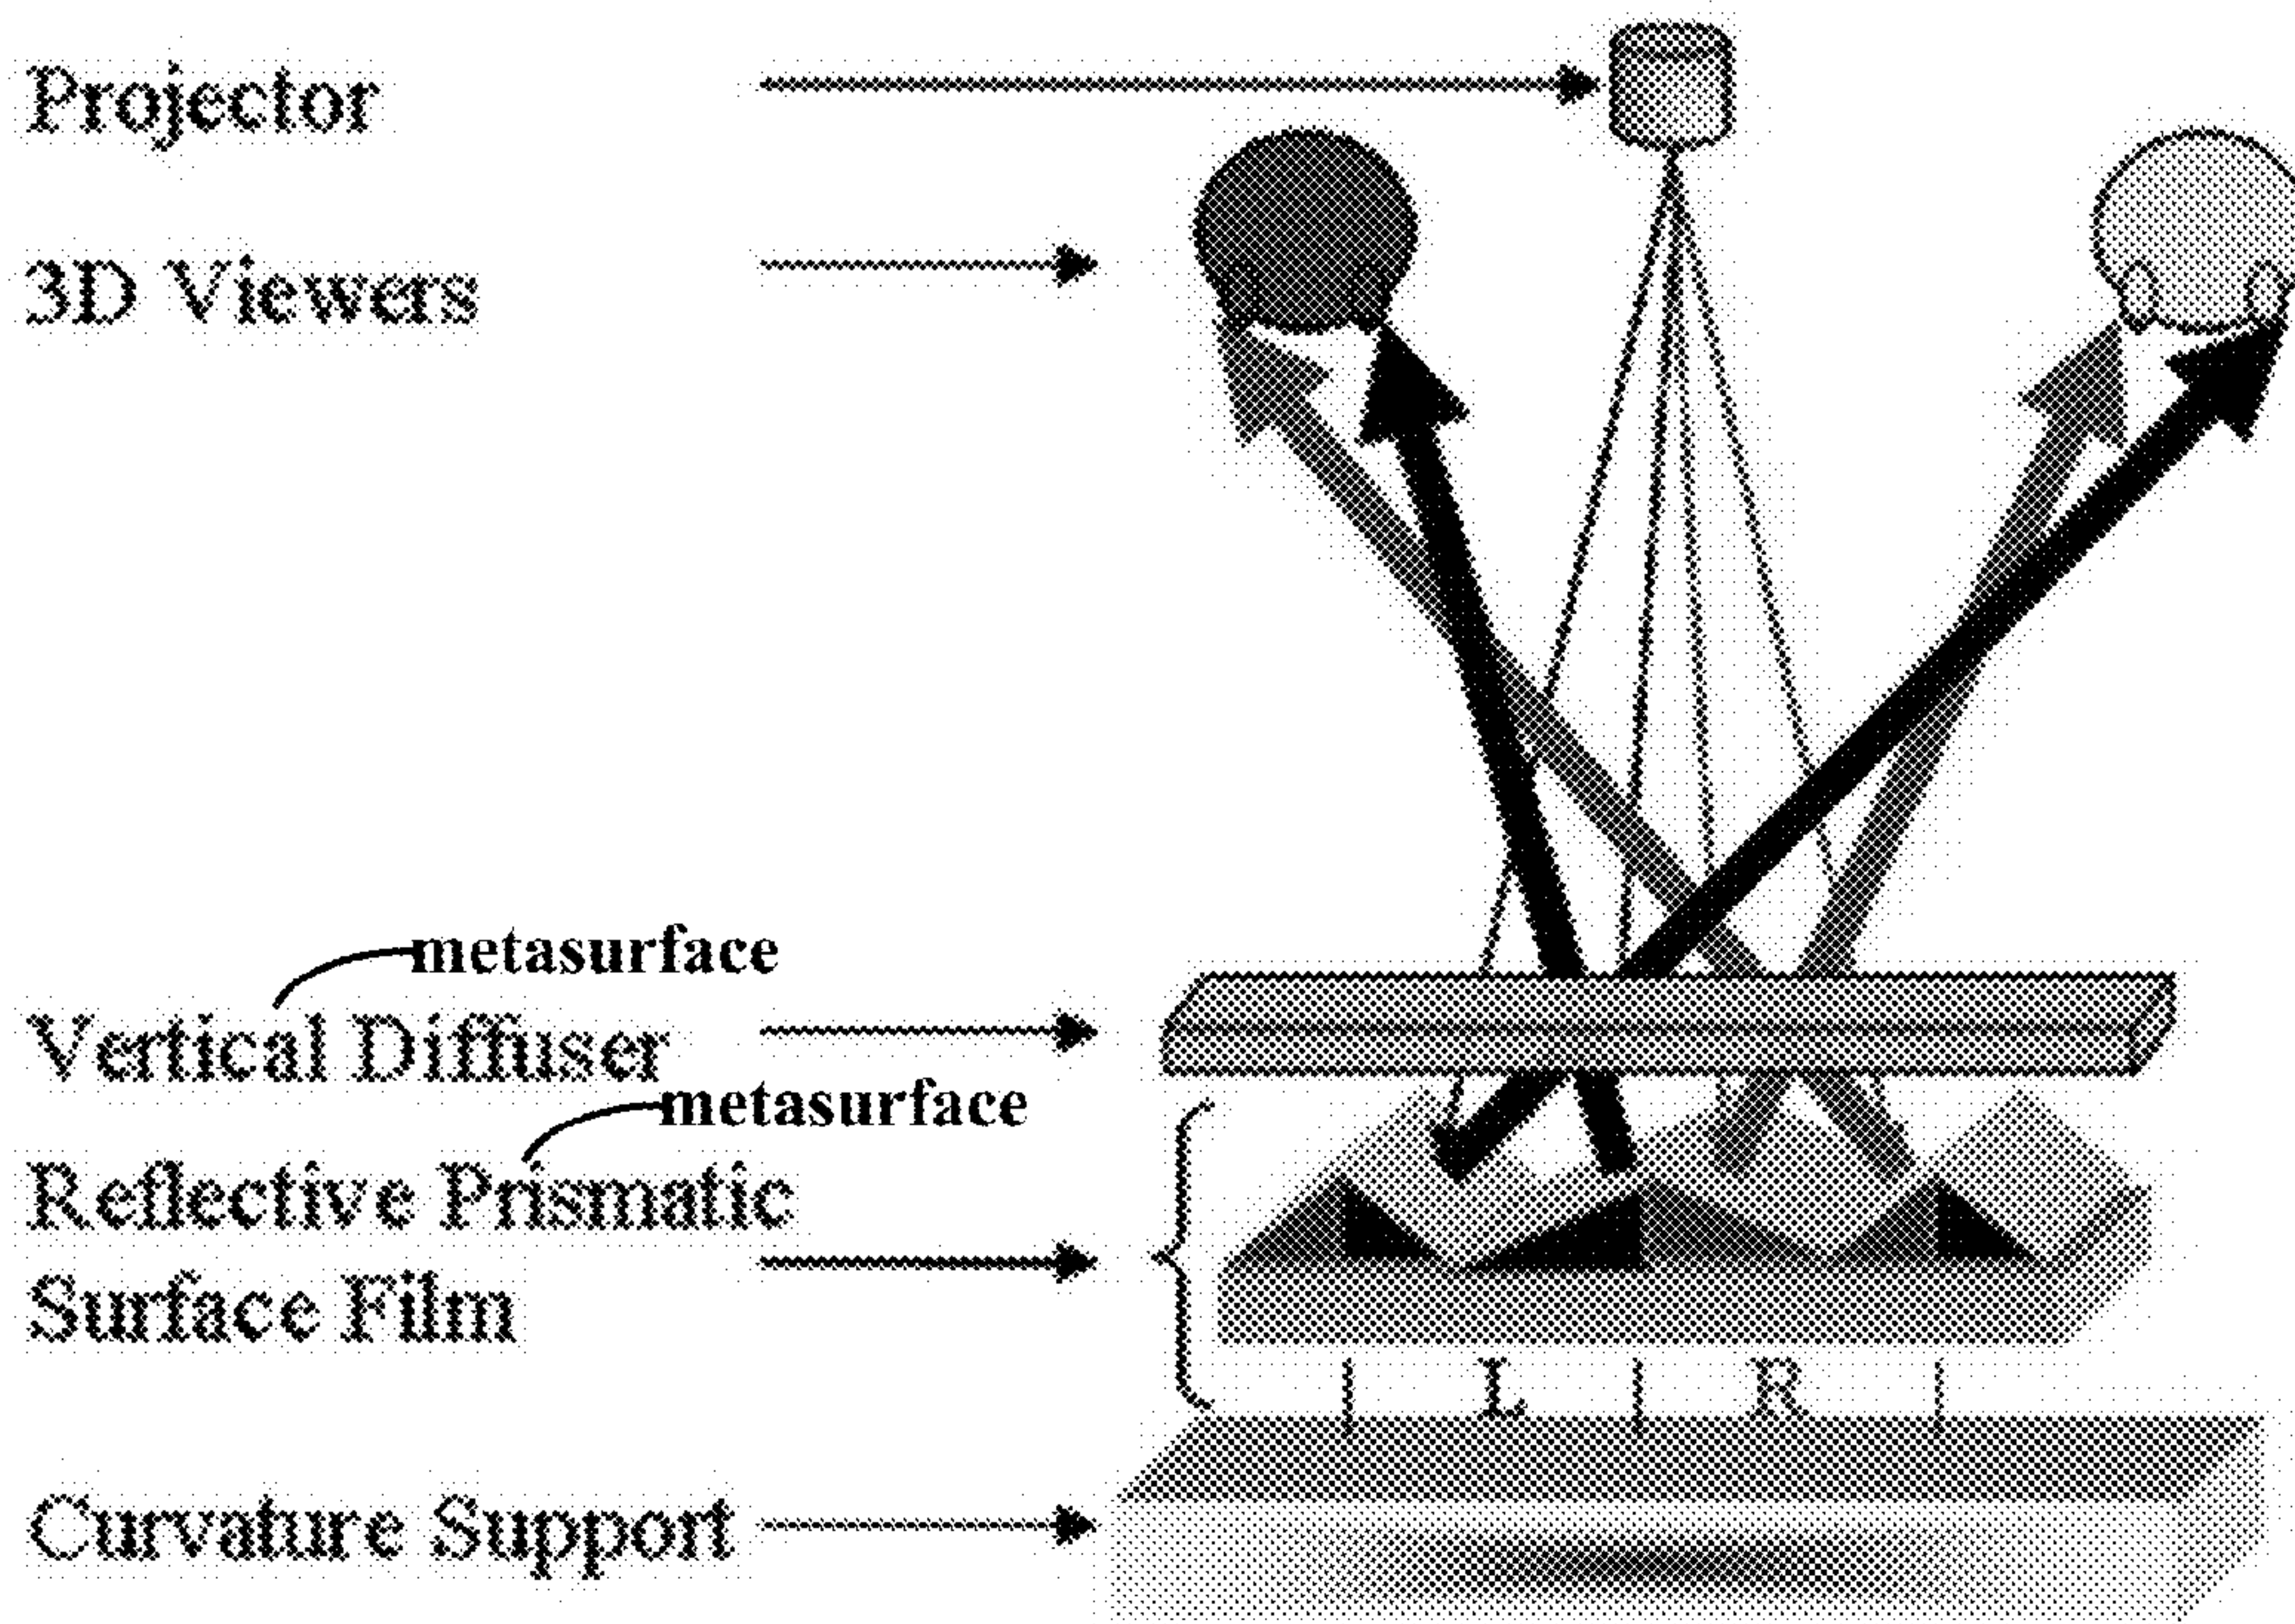 Projector
3D Viewers
metasurface
Vertical Diffuser
metasurface
Reflective Prismatic
Surface Film
L R
Curvature Support